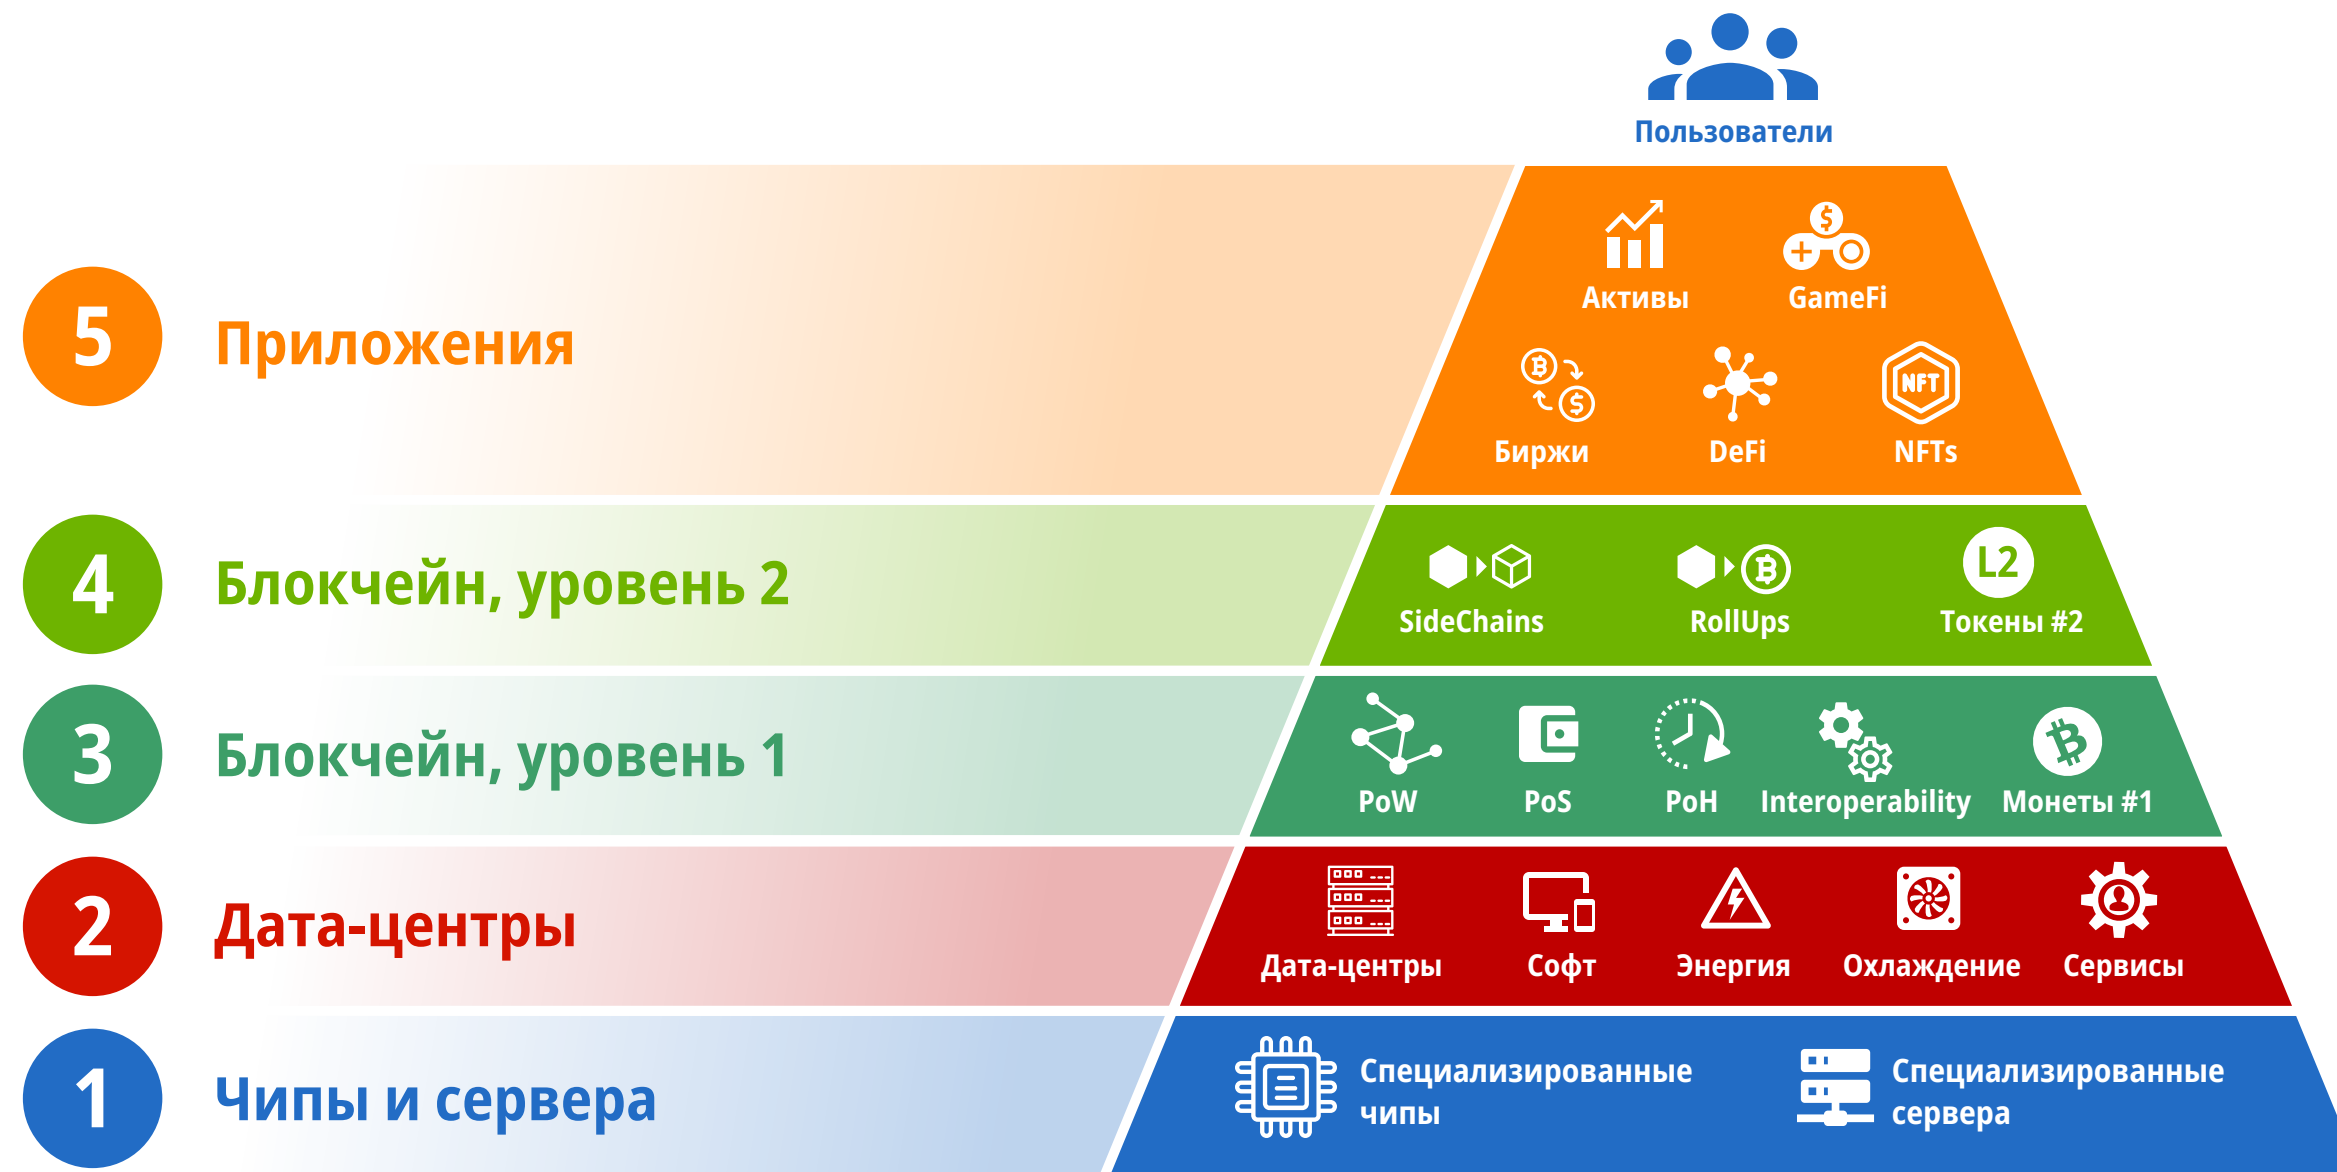 Пользователи
5
Приложения
Активы
GameFi
Биржи
DeFi
NFT
NFTs
4
Блокчейн, уровень 2
L2
SideChains
RollUps
Токены #2
3
Блокчейн, уровень 1
PoW
PoS
PoH
Interoperability
Монеты #1
2
Дата-центры
Дата-центры
Софт
Энергия
Охлаждение
Сервисы
1
Чипы и сервера
Специализированные
чипы
Специализированные
сервера